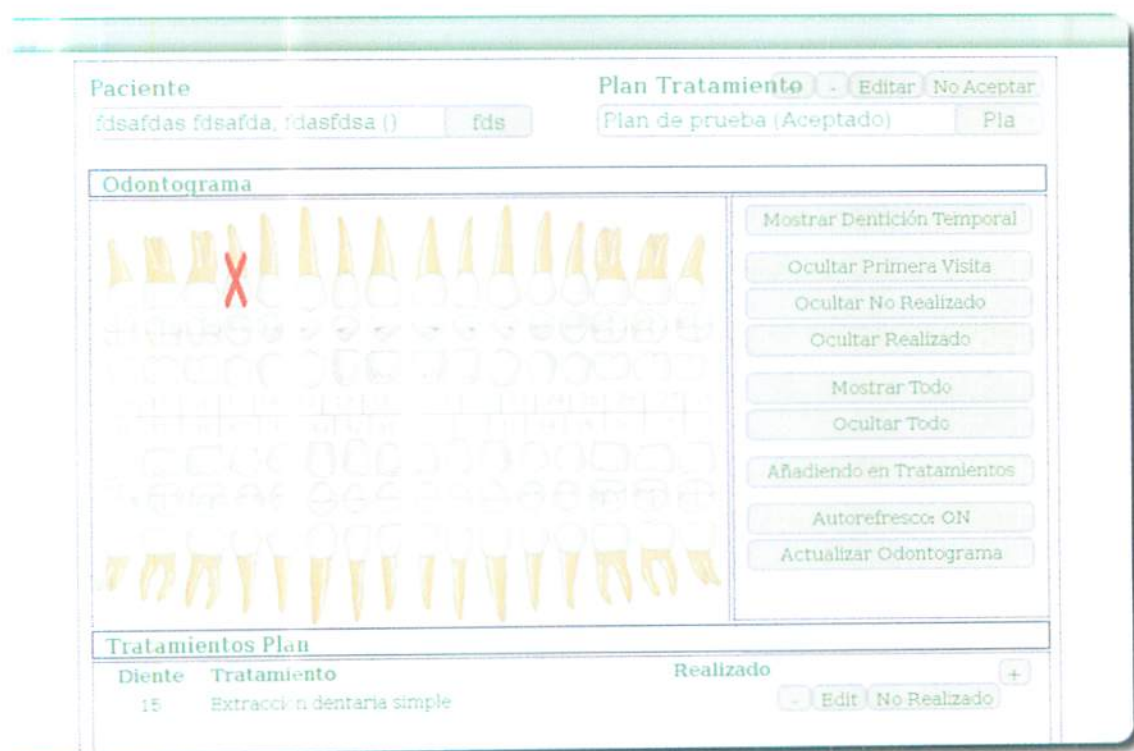 Paciente
Plan Tratamiento - Editar No Aceptar
fdsafdas fdsafda, fdasfdsa () fds
Plan de prueba (Aceptado) Pla
Odontograma
Mostrar Dentición Temporal
Ocultar Primera Visita
Ocultar No Realizado
Ocultar Realizado
Mostrar Todo
Ocultar Todo
Añadiendo en Tratamientos
Autorefresco: ON
Actualizar Odontograma
Tratamientos Plan
Diente Tratamiento Realizado +
15 Extracción dentaria simple - Edit No Realizado